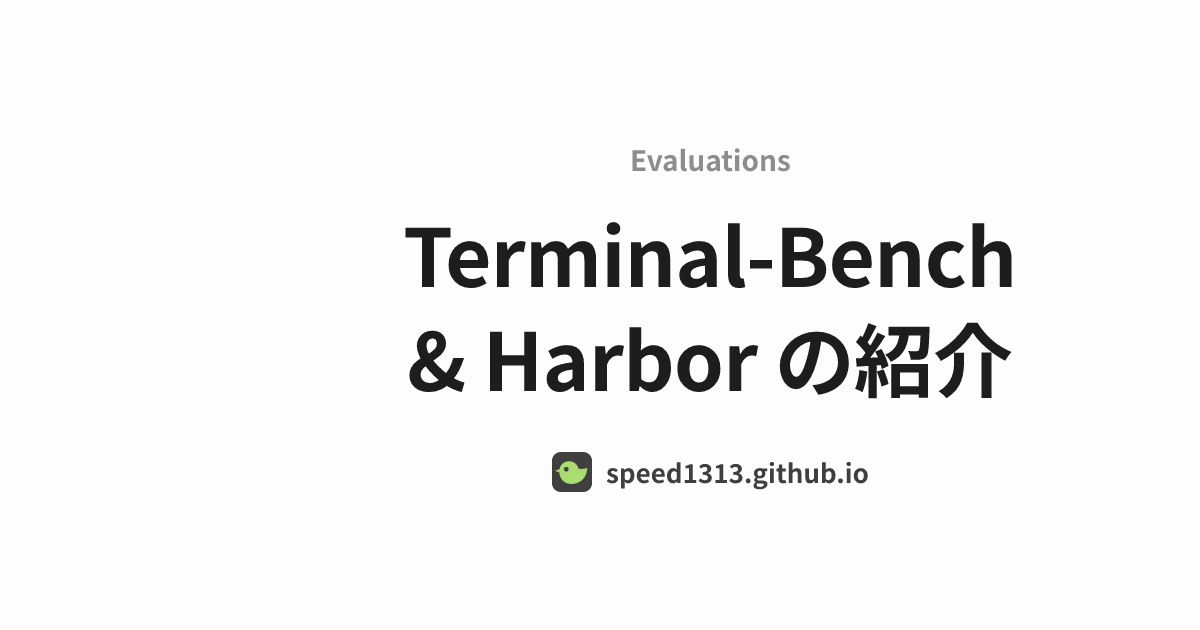 Evaluations
Terminal-Bench
& Harbor の紹介
speed1313.github.io